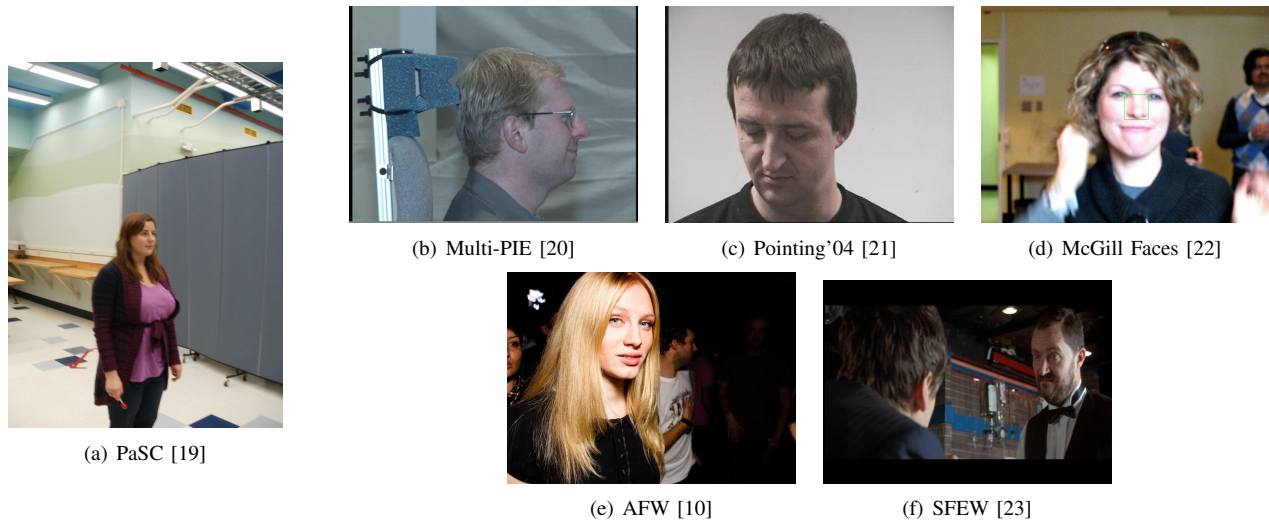 (a) PaSC [19]
(b) Multi-PIE [20]
(c) Pointing'04 [21]
(d) McGill Faces [22]
(e) AFW [10]
(f) SFEW [23]